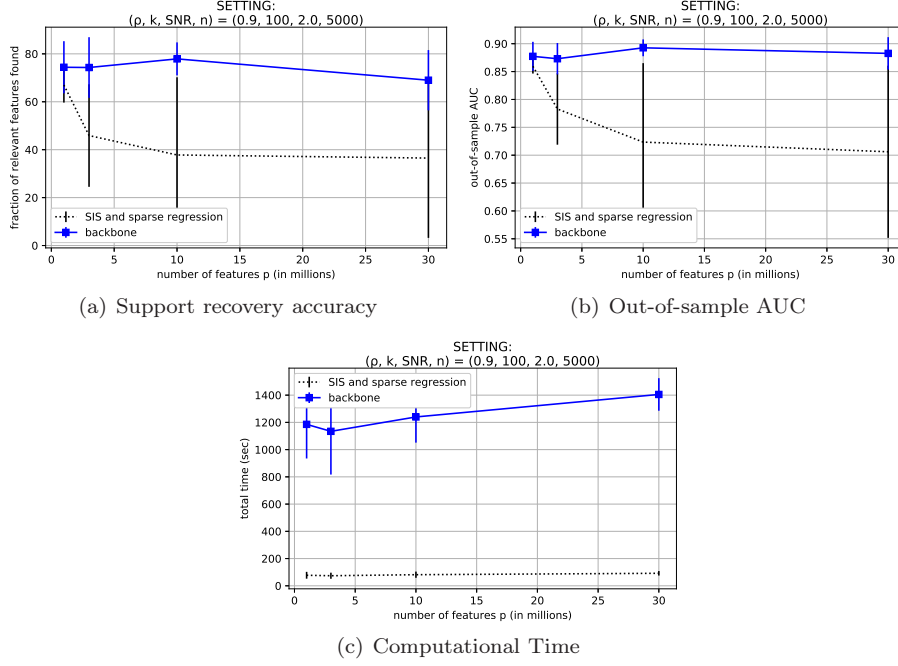 SETTING:
(ρ, k, SNR, n) = (0.9, 100, 2.0, 5000)
80
60
40
20
0
fraction of relevant features found
SIS and sparse regression
backbone
0 5 10 15 20 25 30
number of features p (in millions)
(a) Support recovery accuracy
SETTING:
(ρ, k, SNR, n) = (0.9, 100, 2.0, 5000)
0.90
0.85
0.80
0.75
0.70
0.65
0.60
0.55
out-of-sample AUC
SIS and sparse regression
backbone
0 5 10 15 20 25 30
number of features p (in millions)
(b) Out-of-sample AUC
SETTING:
(ρ, k, SNR, n) = (0.9, 100, 2.0, 5000)
SIS and sparse regression
backbone
1400
1200
1000
800
600
400
200
0
total time (sec)
0 5 10 15 20 25 30
number of features p (in millions)
(c) Computational Time